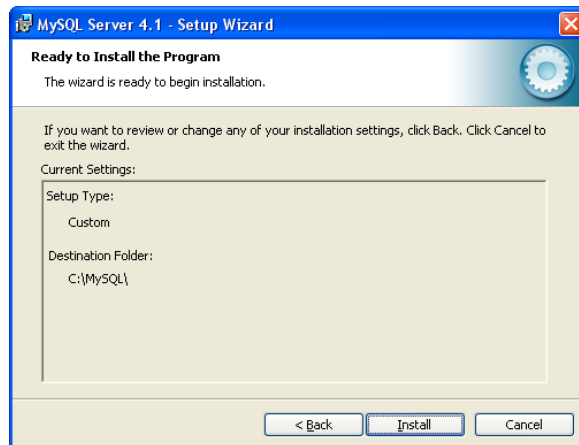 MySQL Server 4.1 - Setup Wizard
Ready to Install the Program
The wizard is ready to begin installation.
If you want to review or change any of your installation settings, click Back. Click Cancel to
exit the wizard.
Current Settings:
Setup Type:
Custom
Destination Folder:
C:\MySQL\
< Back
Install
Cancel